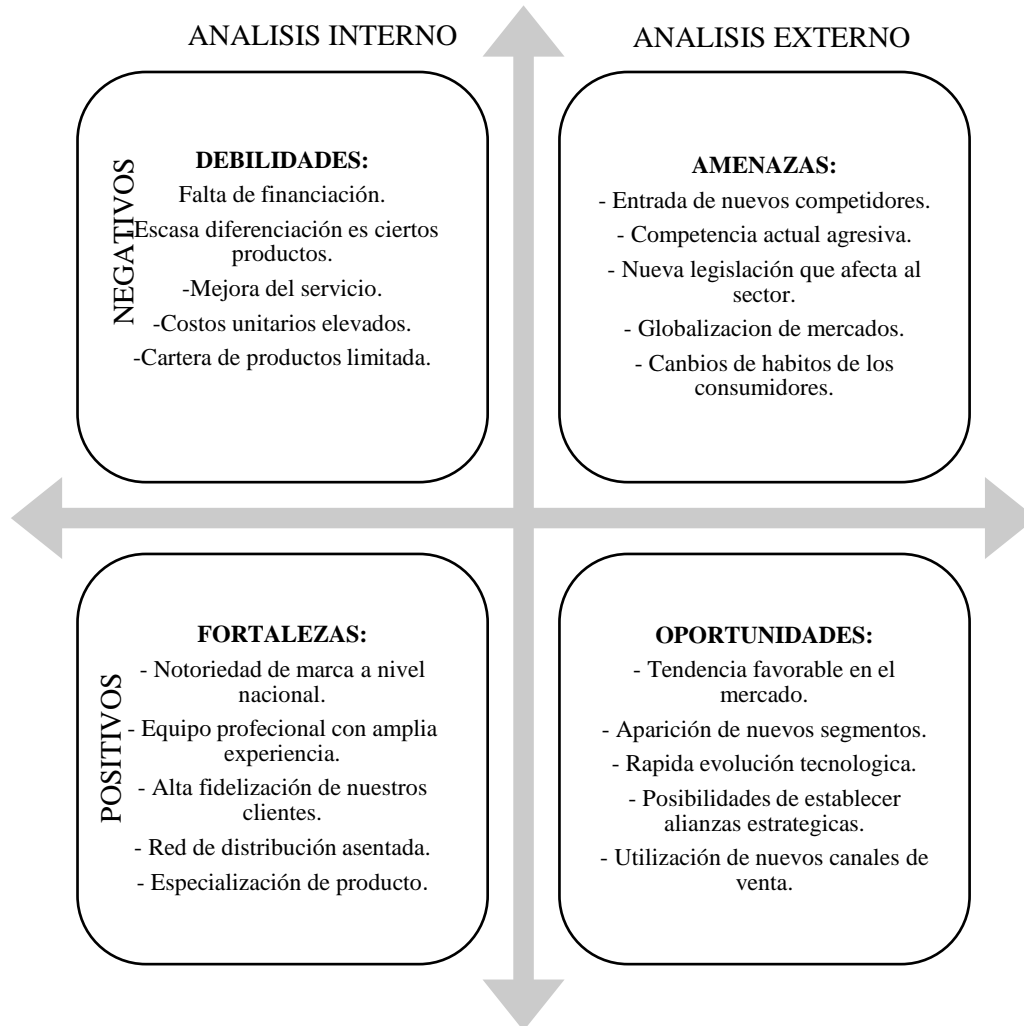 ANALISIS INTERNO
ANALISIS EXTERNO
NEGATIVOS
DEBILIDADES:
Falta de financiación.
Escasa diferenciación es ciertos
productos.
-Mejora del servicio.
-Costos unitarios elevados.
-Cartera de productos limitada.
AMENAZAS:
- Entrada de nuevos competidores.
- Competencia actual agresiva.
- Nueva legislación que afecta al
sector.
- Globalizacion de mercados.
- Canbios de habitos de los
consumidores.
POSITIVOS
FORTALEZAS:
- Notoriedad de marca a nivel
nacional.
- Equipo profecional con amplia
experiencia.
- Alta fidelización de nuestros
clientes.
- Red de distribución asentada.
- Especialización de producto.
OPORTUNIDADES:
- Tendencia favorable en el
mercado.
- Aparición de nuevos segmentos.
- Rapida evolución tecnologica.
- Posibilidades de establecer
alianzas estrategicas.
- Utilización de nuevos canales de
venta.